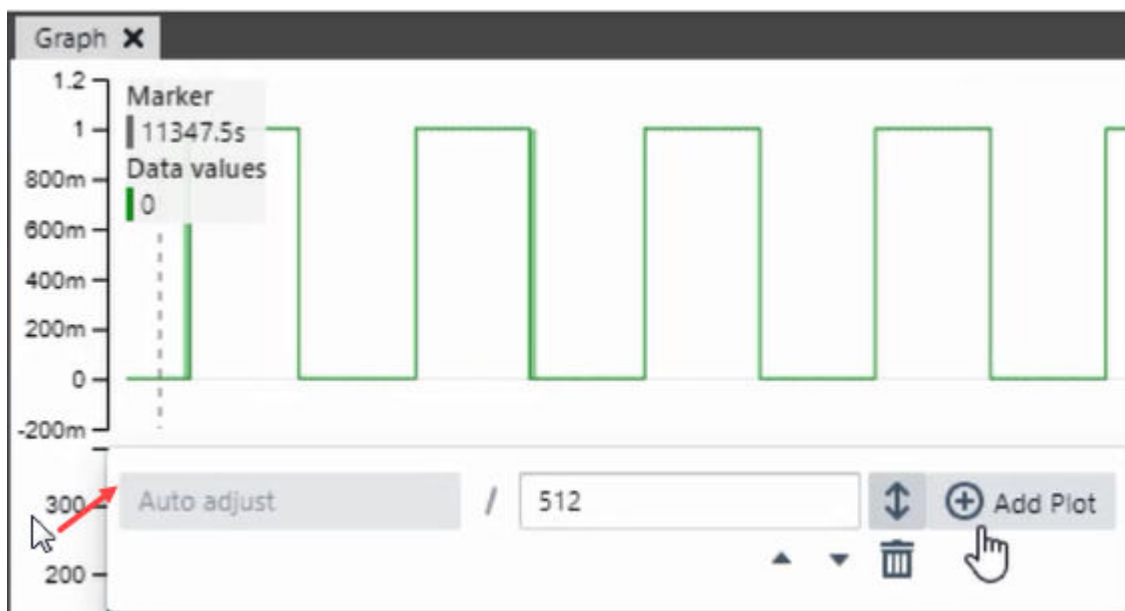 Graph
1.2
Marker
1
11347.5s
Data values
800m
0
600m
400m
200m
0
-200m
300
Auto adjust / 512 Add Plot
200